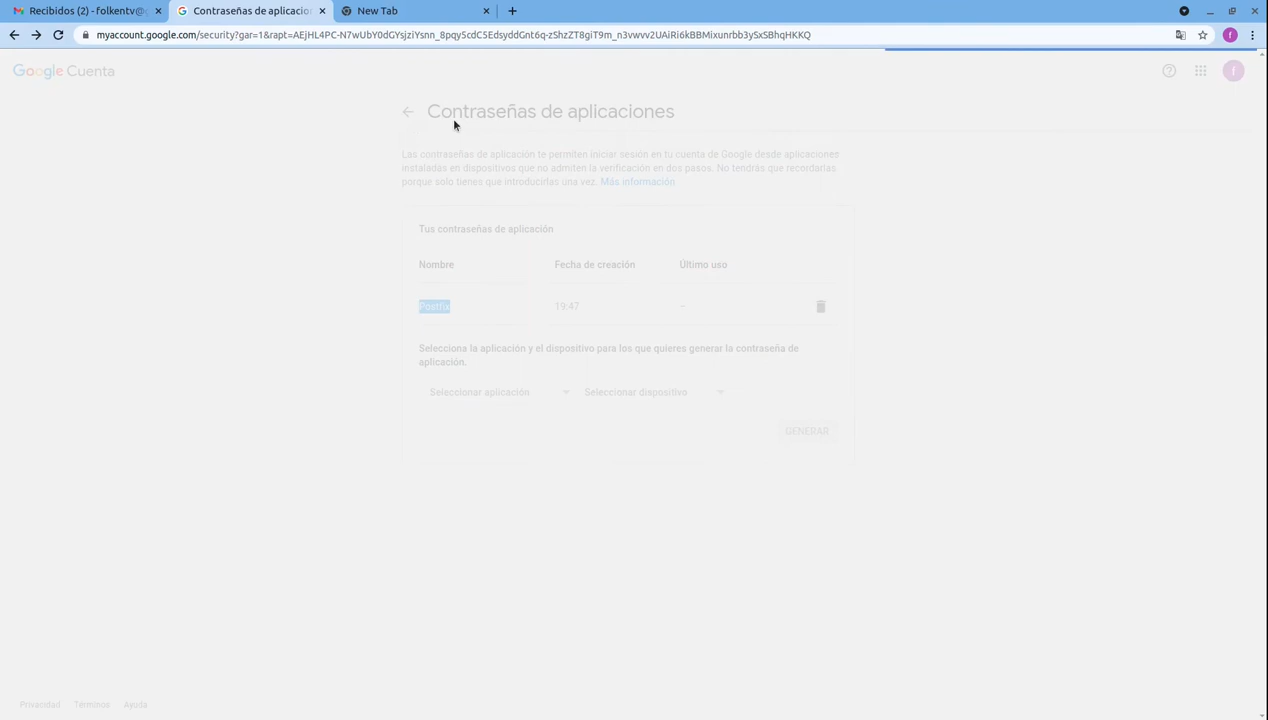 Recibidos (2) - folkentv@
Contraseñas de aplicacio
New Tab
myaccount.google.com/security?gar=1&rapt=AEjHL4PC-N7wUbY0dGYsjziYsnn_8pqy5cdC5EdsyddGnt6q-zShzZT8giT9m_n3vwvv2UAiRi6kBBMixunrbb3ySxSBhqHKKQ
f
Google Cuenta
f
Contraseñas de aplicaciones
Las contraseñas de aplicación te permiten iniciar sesión en tu cuenta de Google desde aplicaciones
instaladas en dispositivos que no admiten la verificación en dos pasos. No tendrás que recordarlas
porque solo tienes que introducirlas una vez. Más información
Tus contraseñas de aplicación
Nombre Fecha de creación Último uso
Postfix 19:47 –
Selecciona la aplicación y el dispositivo para los que quieres generar la contraseña de
aplicación.
Seleccionar aplicación Seleccionar dispositivo
GENERAR
Privacidad Términos Ayuda